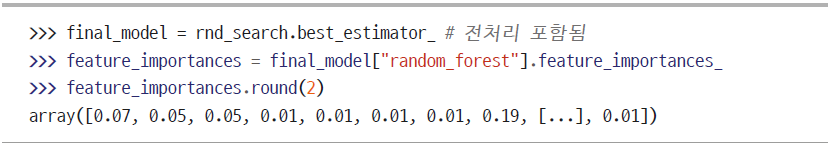 >>> final_model = rnd_search.best_estimator_ # 전처리 포함됨
>>> feature_importances = final_model["random_forest"].feature_importances_
>>> feature_importances.round(2)
array([0.07, 0.05, 0.05, 0.01, 0.01, 0.01, 0.01, 0.19, [...], 0.01])